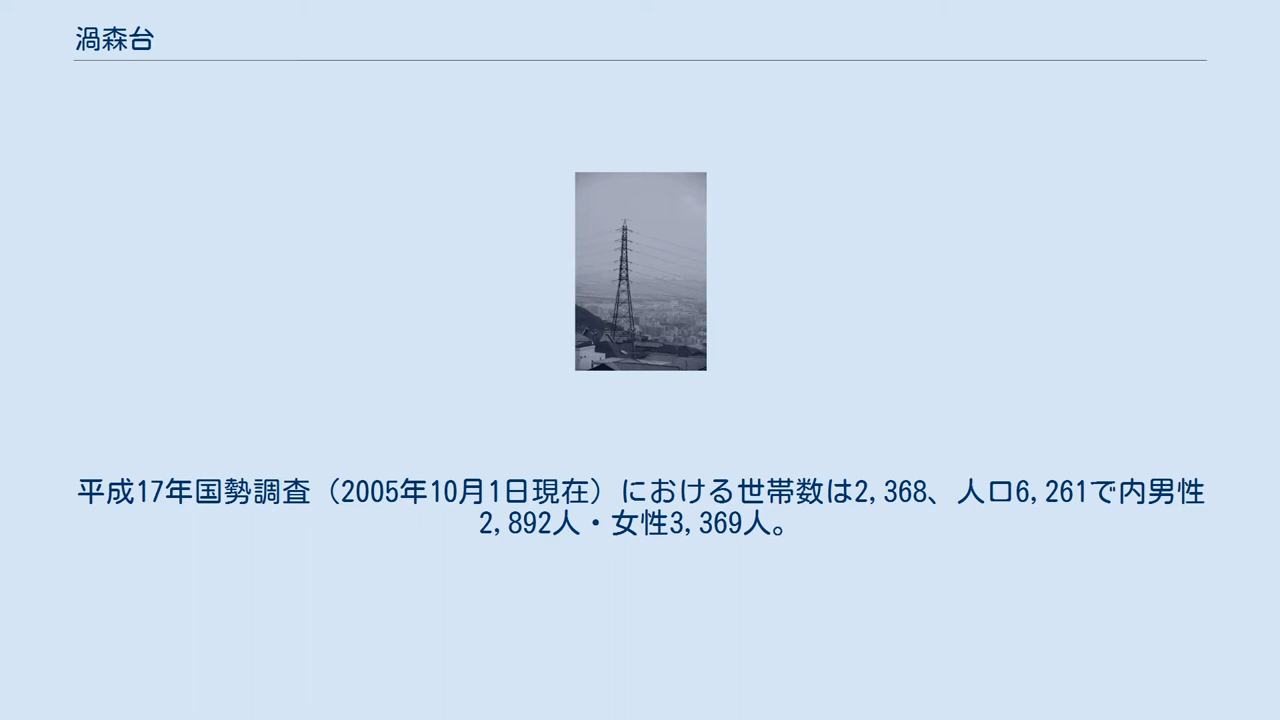 渦森台
平成17年国勢調査（2005年10月1日現在）における世帯数は2,368、人口6,261で内男性
2,892人・女性3,369人。